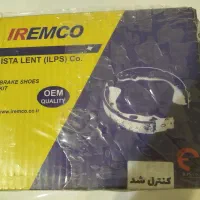 IREMCO
ISTA LENT (ILPS) Co.
BRAKE SHOES
KIT
OEM
QUALITY
www.iremco.co.ir
کنترل شد